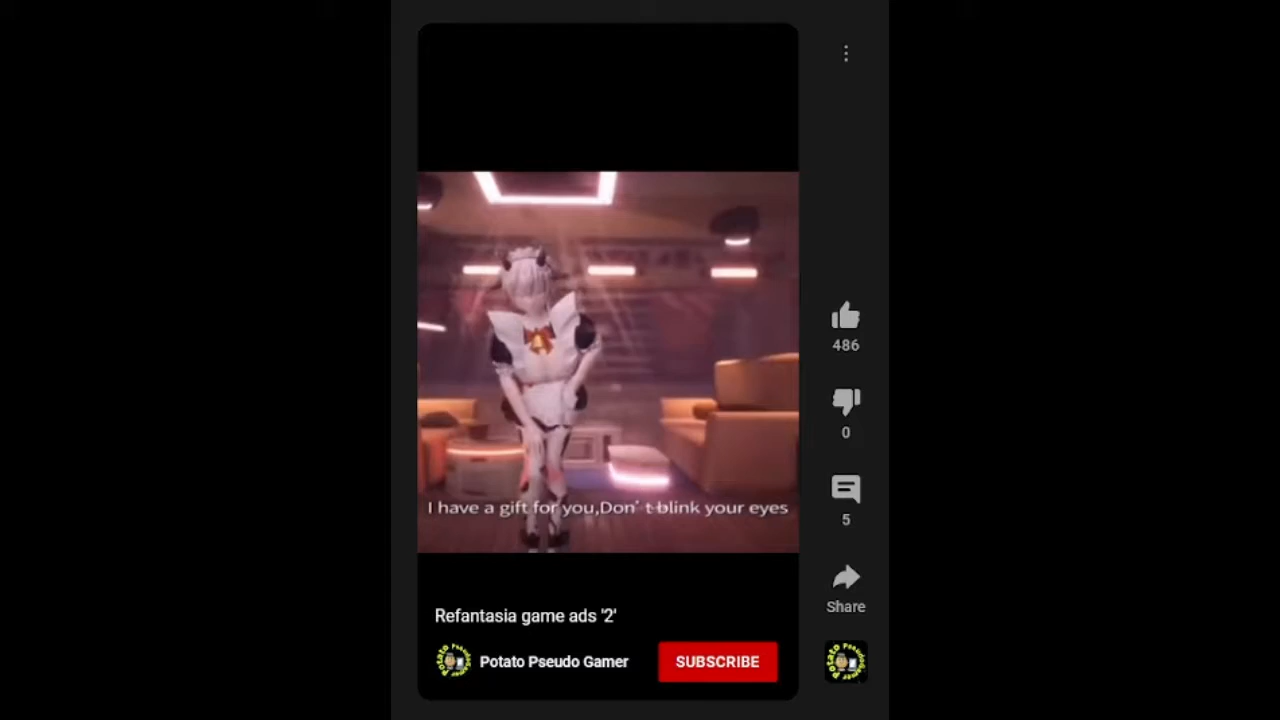 486
0
I have a gift for you,Don't blink your eyes
5
Share
Refantasia game ads '2'
Potato Pseudo Gamer
SUBSCRIBE